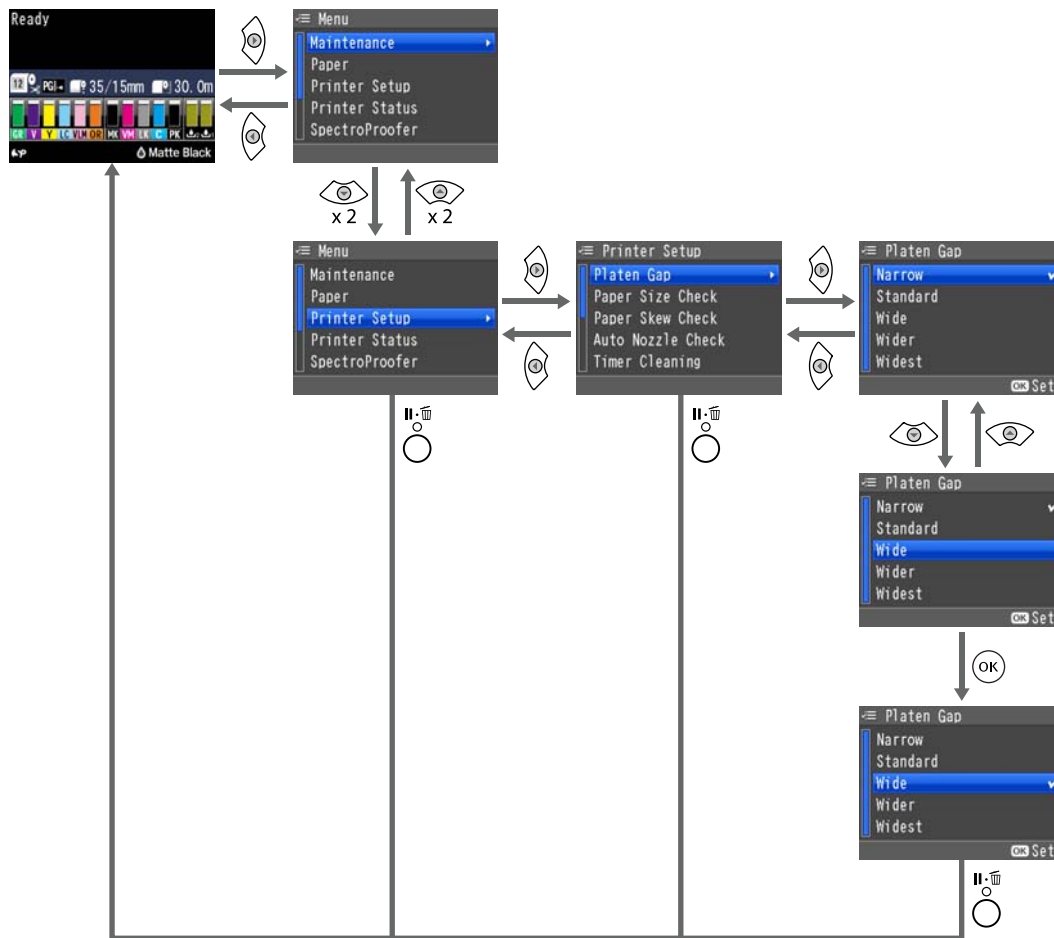 Ready
12 PGI 35/15mm 30.0m
GR V Y LC VLM OR MK VM LK C PK
Matte Black
Menu
Maintenance
Paper
Printer Setup
Printer Status
SpectroProofer
x 2 x 2
Menu
Maintenance
Paper
Printer Setup
Printer Status
SpectroProofer
Printer Setup
Platen Gap
Paper Size Check
Paper Skew Check
Auto Nozzle Check
Timer Cleaning
Platen Gap
Narrow
Standard
Wide
Wider
Widest
OK Set
Platen Gap
Narrow
Standard
Wide
Wider
Widest
OK Set
OK
Platen Gap
Narrow
Standard
Wide
Wider
Widest
OK Set